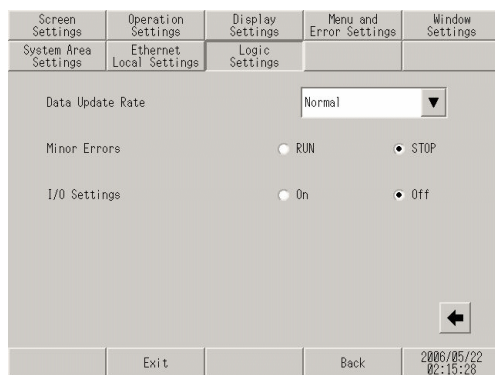 Screen Settings
Operation Settings
Display Settings
Menu and Error Settings
Window Settings
System Area Settings
Ethernet Local Settings
Logic Settings
Data Update Rate
Normal
Minor Errors
RUN
STOP
I/O Settings
On
Off
Exit
Back
2006/05/22
02:15:28